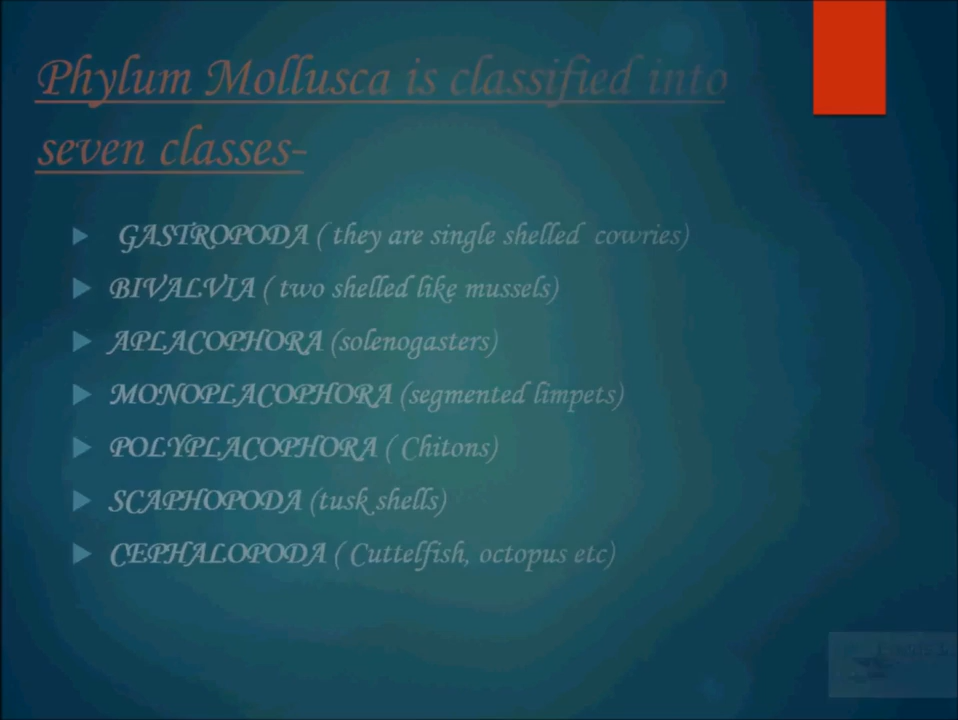 Phylum Mollusca is classified into
seven classes-
GASTROPODA ( they are single shelled cowries)
BIVALVIA ( two shelled like mussels)
APLACOPHORA (solenogasters)
MONOPLACOPHORA (segmented limpets)
POLYPLACOPHORA ( Chitons)
SCAPHOPODA (tusk shells)
CEPHALOPODA ( Cuttelfish, octopus etc)